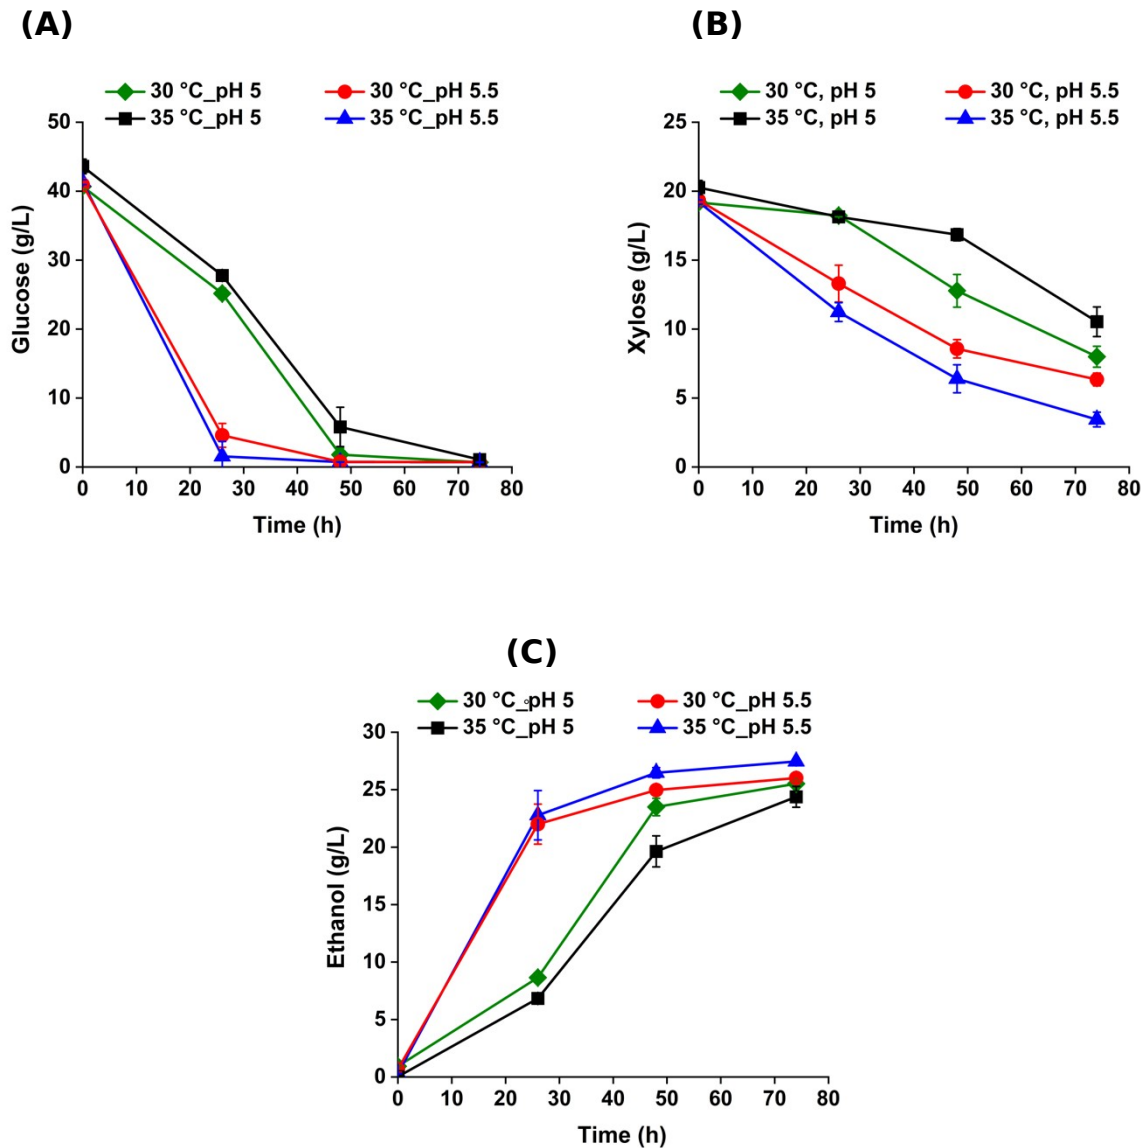 (A)
30 °C_pH 5
30 °C_pH 5.5
35 °C_pH 5
35 °C_pH 5.5
50
40
30
20
10
0
Glucose (g/L)
0 10 20 30 40 50 60 70 80
Time (h)
(B)
30 °C, pH 5
30 °C, pH 5.5
35 °C, pH 5
35 °C, pH 5.5
25
20
15
10
5
0
Xylose (g/L)
0 10 20 30 40 50 60 70 80
Time (h)
(C)
30 °C_°pH 5
30 °C_pH 5.5
35 °C_pH 5
35 °C_pH 5.5
30
25
20
15
10
5
0
Ethanol (g/L)
0 10 20 30 40 50 60 70 80
Time (h)